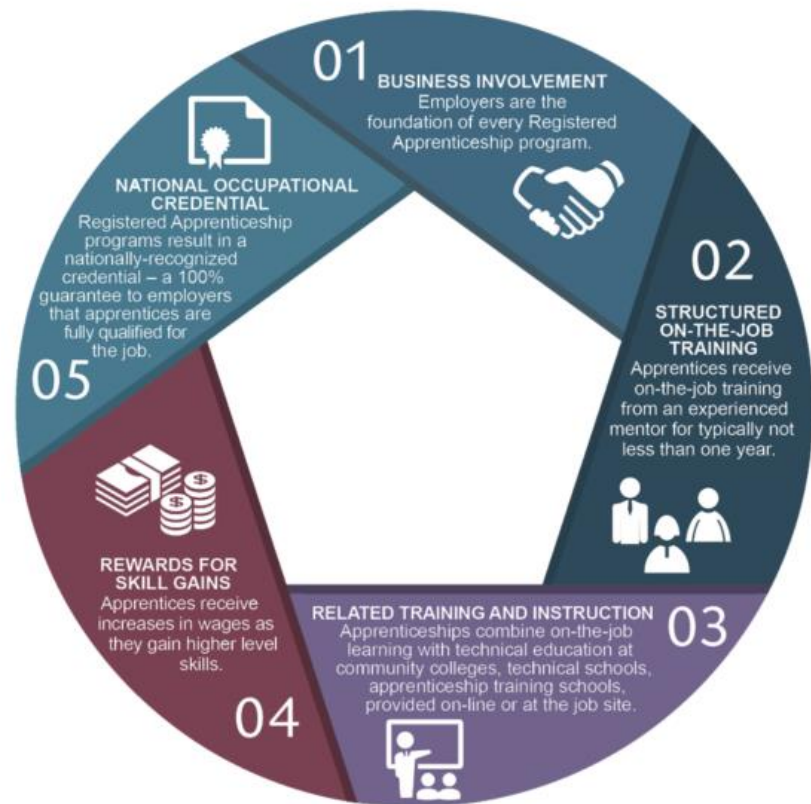 01
BUSINESS INVOLVEMENT
Employers are the
foundation of every Registered
Apprenticeship program.
02
STRUCTURED
ON-THE-JOB
TRAINING
Apprentices receive
on-the-job training
from an experienced
mentor for typically not
less than one year.
03
RELATED TRAINING AND INSTRUCTION
Apprenticeships combine on-the-job
learning with technical education at
community colleges, technical schools,
apprenticeship training schools,
provided on-line or at the job site.
04
REWARDS FOR
SKILL GAINS
Apprentices receive
increases in wages as
they gain higher level
skills.
$
$
05
NATIONAL OCCUPATIONAL
CREDENTIAL
Registered Apprenticeship
programs result in a
nationally-recognized
credential – a 100%
guarantee to employers
that apprentices are
fully qualified for
the job.